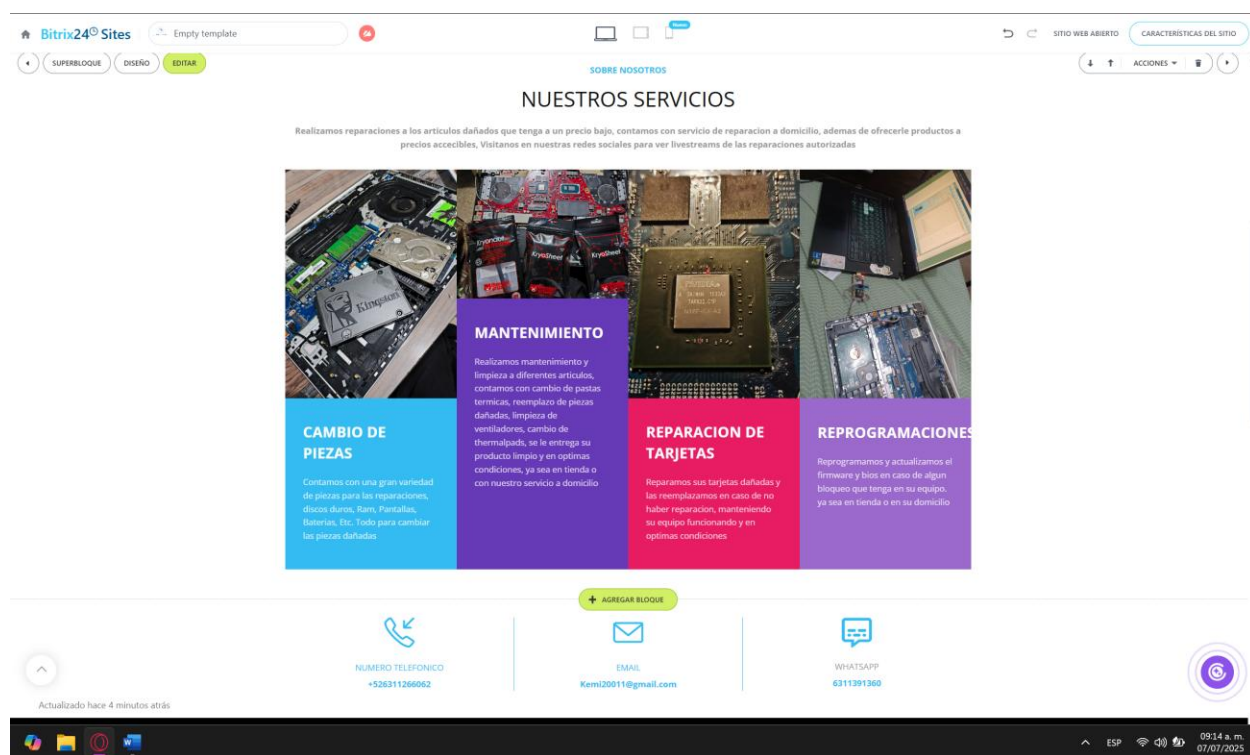 Bitrix24 Sites
Empty template
Nuevo
SITIO WEB ABIERTO
CARACTERÍSTICAS DEL SITIO
SUPERBLOQUE
DISEÑO
EDITAR
ACCIONES
SOBRE NOSOTROS
NUESTROS SERVICIOS
Realizamos reparaciones a los articulos dañados que tenga a un precio bajo, contamos con servicio de reparacion a domicilio, ademas de ofrecerle productos a
precios accecibles, Visitanos en nuestras redes sociales para ver livestreams de las reparaciones autorizadas
Kingston
KryoSheet
KryoSheet
CAMBIO DE
PIEZAS
Contamos con una gran variedad
de piezas para las reparaciones,
discos duros, Ram, Pantallas,
Baterias, Etc. Todo para cambiar
las piezas dañadas
MANTENIMIENTO
Realizamos mantenimiento y
limpieza a diferentes articulos,
contamos con cambio de pastas
termicas, reemplazo de piezas
dañadas, limpieza de
ventiladores, cambio de
thermalpads, se le entrega su
producto limpio y en optimas
condiciones, ya sea en tienda o
con nuestro servicio a domicilio
REPARACION DE
TARJETAS
Reparamos sus tarjetas dañadas y
las reemplazamos en caso de no
haber reparacion, manteniendo
su equipo funcionando y en
optimas condiciones
REPROGRAMACIONES
Reprogramamos y actualizamos el
firmware y bios en caso de algun
bloqueo que tenga en su equipo,
ya sea en tienda o en su domicilio
AGREGAR BLOQUE
NUMERO TELEFONICO
+526311266062
EMAIL
Keml20011@gmail.com
WHATSAPP
6311391360
Actualizado hace 4 minutos atrás
ESP
09:14 a. m.
07/07/2025